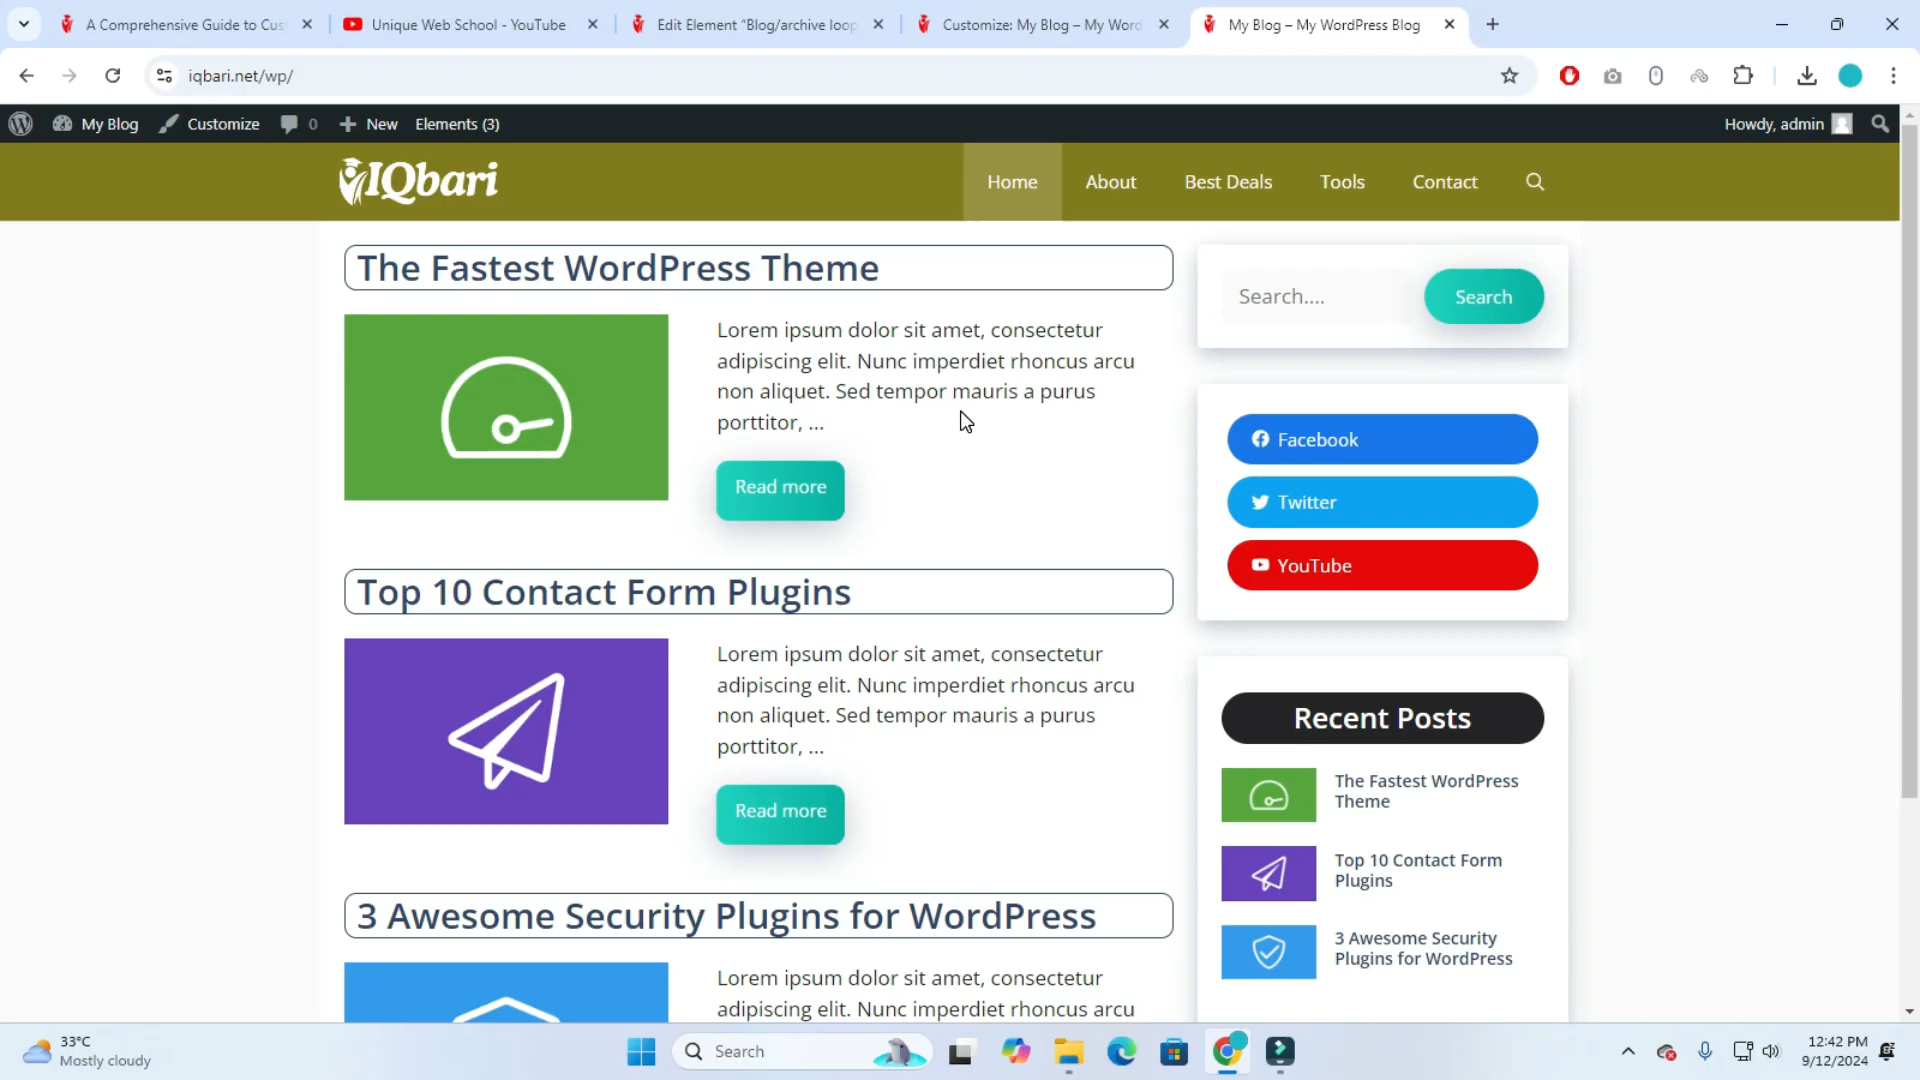 A Comprehensive Guide to Cus
Unique Web School - YouTube
Edit Element “Blog/archive loop
Customize: My Blog – My Word
My Blog – My WordPress Blog
iqbari.net/wp/
My Blog
Customize
0
New
Elements (3)
Howdy, admin
IQbari
Home
About
Best Deals
Tools
Contact
The Fastest WordPress Theme
Lorem ipsum dolor sit amet, consectetur
adipiscing elit. Nunc imperdiet rhoncus arcu
non aliquet. Sed tempor mauris a purus
porttitor, ...
Read more
Top 10 Contact Form Plugins
Lorem ipsum dolor sit amet, consectetur
adipiscing elit. Nunc imperdiet rhoncus arcu
non aliquet. Sed tempor mauris a purus
porttitor, ...
Read more
3 Awesome Security Plugins for WordPress
Lorem ipsum dolor sit amet, consectetur
adipiscing elit. Nunc imperdiet rhoncus arcu
Search....
Search
Facebook
Twitter
YouTube
Recent Posts
The Fastest WordPress
Theme
Top 10 Contact Form
Plugins
3 Awesome Security
Plugins for WordPress
33°C
Mostly cloudy
Search
12:42 PM
9/12/2024